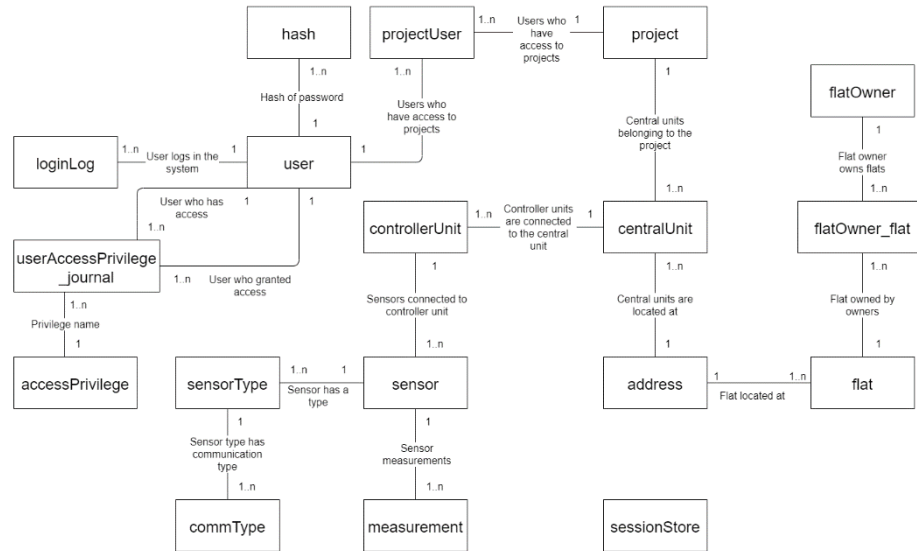 hash
projectUser
project
1..n
1
Users who
have
access to
projects
1..n
1..n
1
Hash of password
Users who
have access to
projects
Central units
belonging to the
project
flatOwner
1
1
Flat owner
owns flats
loginLog
1..n
User logs in the
system
1
user
1
1
1
User who has
access
1..n
1..n
1..n
controllerUnit
1..n
Controller units
are connected
to the central
unit
1
centralUnit
flatOwner_flat
userAccessPrivilege
_journal
1..n
User who granted
access
1
1..n
1..n
1..n
Privilege name
Sensors connected to
controller unit
Central units are
located at
Flat owned by
owners
1
1..n
1
1
accessPrivilege
sensorType
1..n
1
Sensor has a
type
sensor
address
1
1..n
Flat located at
flat
1
1
Sensor type has
communication
type
Sensor
measurements
1..n
1..n
commType
measurement
sessionStore